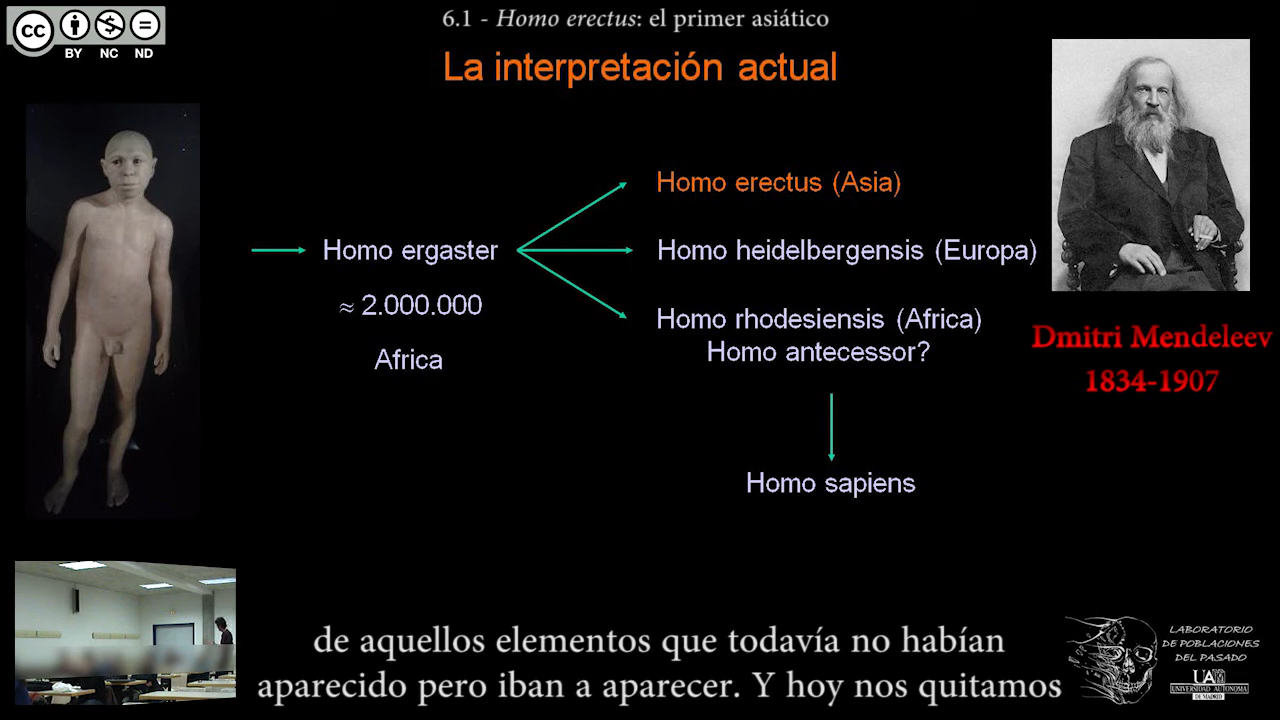 6.1 - Homo erectus: el primer asiático
cc
BY NC ND
La interpretación actual
Homo erectus (Asia)
Homo ergaster
Homo heidelbergensis (Europa)
≈ 2.000.000
Homo rhodesiensis (Africa)
Homo antecessor?
Africa
Dmitri Mendeleev
1834-1907
Homo sapiens
de aquellos elementos que todavía no habían
aparecido pero iban a aparecer. Y hoy nos quitamos
LABORATORIO
DE POBLACIONES
DEL PASADO
UAM
UNIVERSIDAD AUTONOMA
DE MADRID